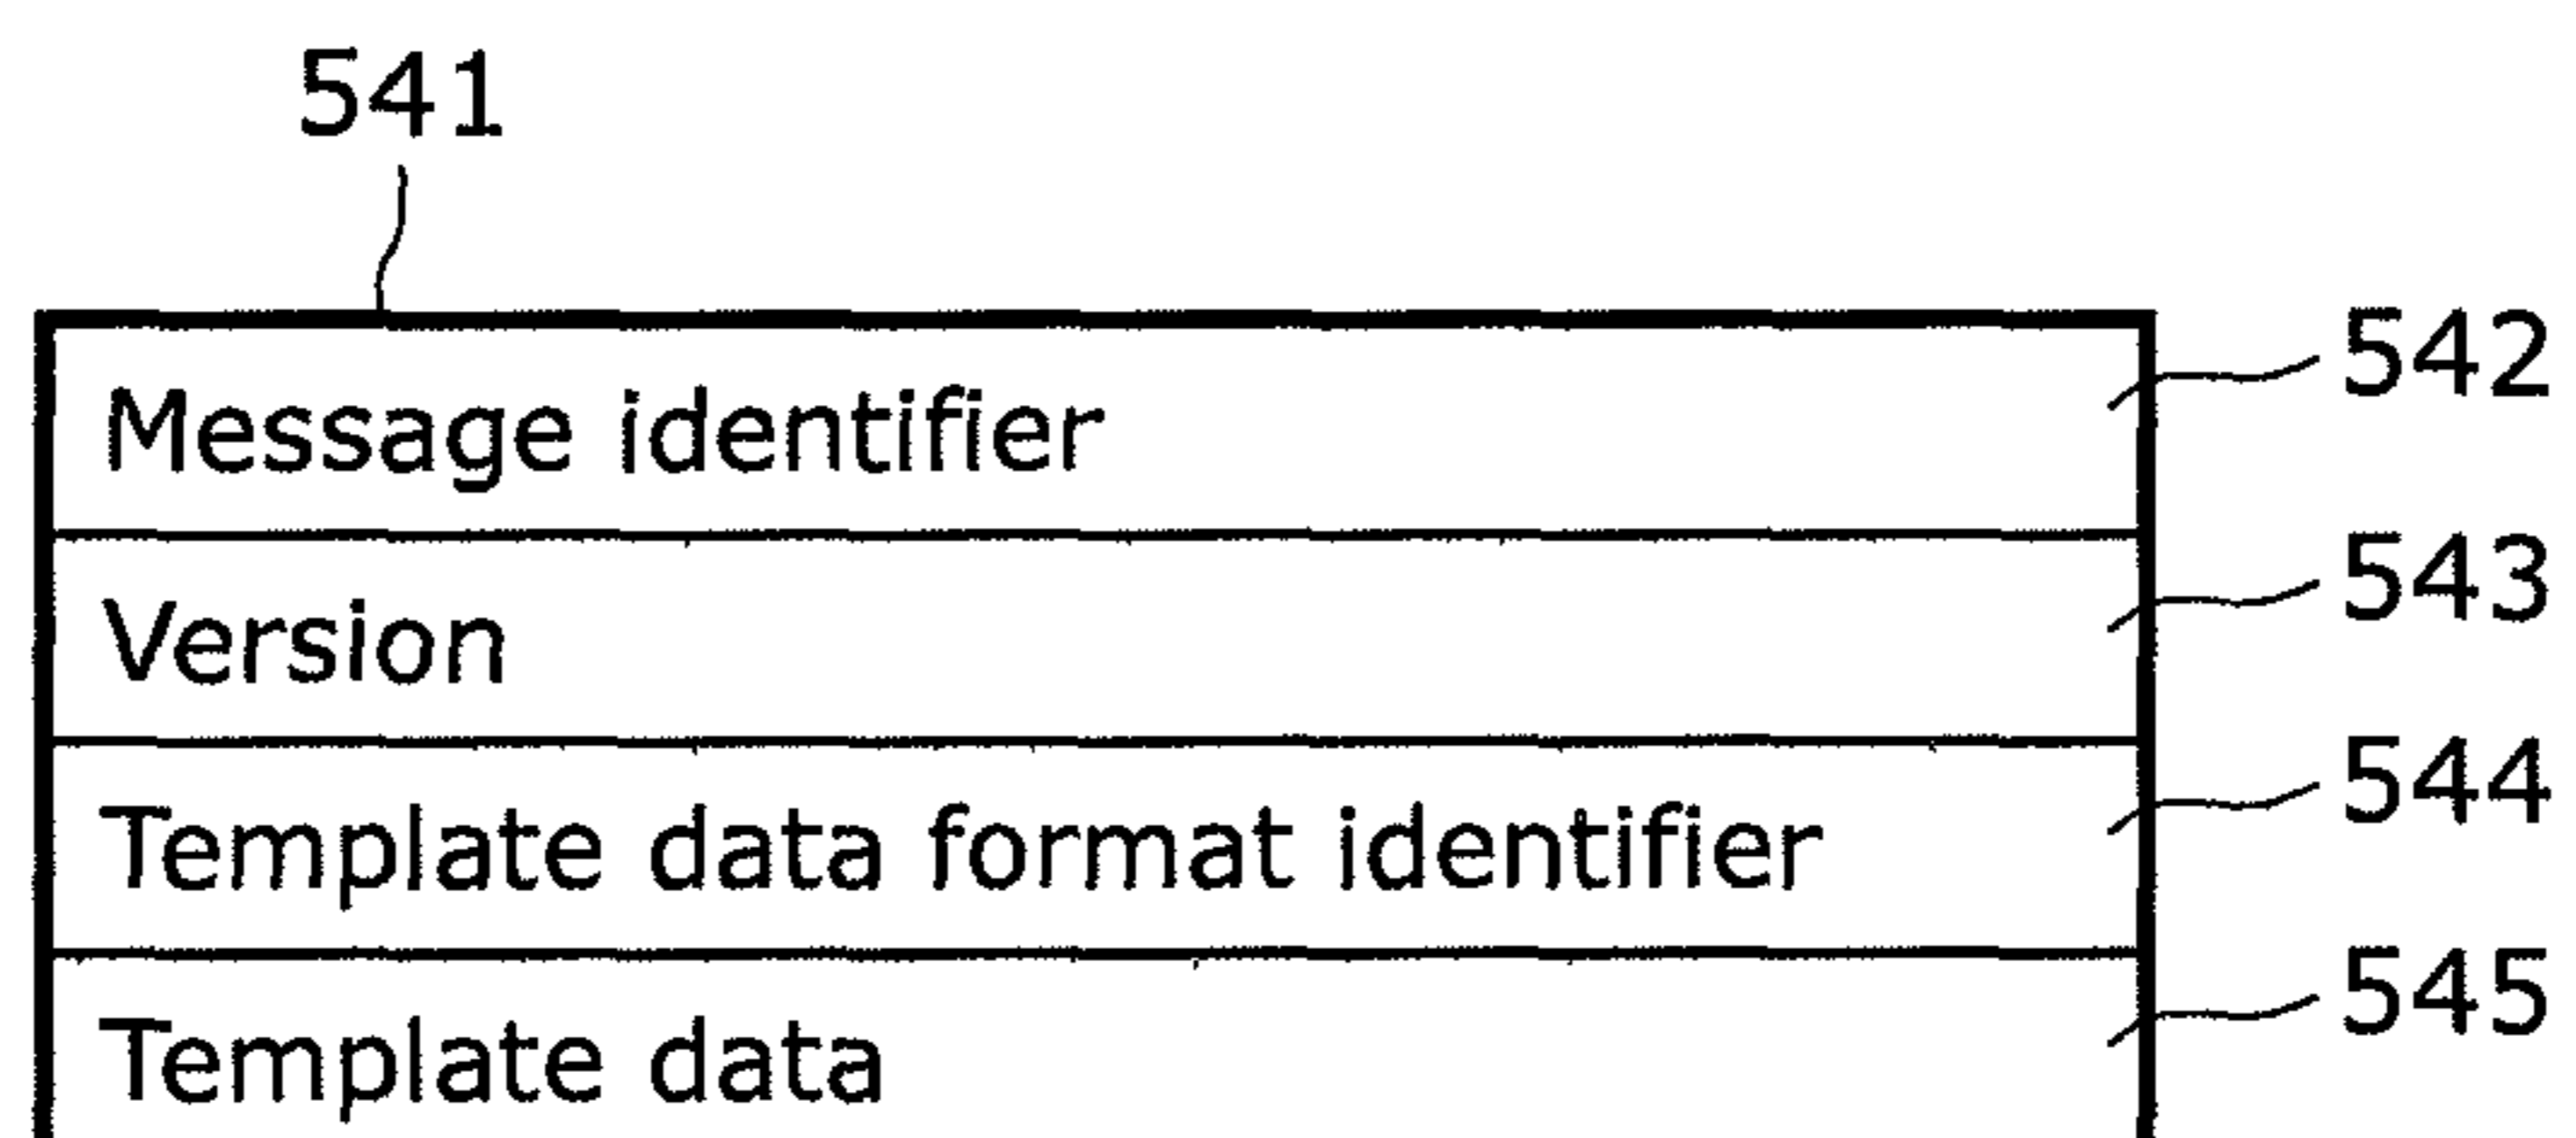 541
Message identifier 542
Version 543
Template data format identifier 544
Template data 545